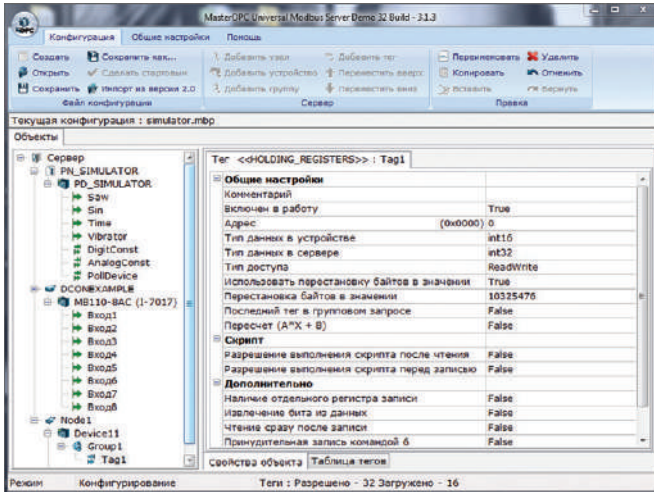 MasterOPC Universal Modbus Server Demo 32 Build - 3.1.3
Конфигурация Общие настройки Помощь
Создать Сохранить как... Добавить узел Добавить тег Переименовать Удалить
Открыть Сделать стартовым Добавить устройство Переместить вверх Копировать Отменить
Сохранить Импорт из версии 2.0 Добавить группу Переместить вниз Вставить Вернуть
Файл конфигурации Сервер Правка
Текущая конфигурация : simulator.mbp
Объекты
Сервер
PN_SIMULATOR
PD_SIMULATOR
Saw
Sin
Time
Vibrator
DigitConst
AnalogConst
PollDevice
DCONEXAMPLE
MB110-8AC (I-7017)
Вход1
Вход2
Вход3
Вход4
Вход5
Вход6
Вход7
Вход8
Node1
Device11
Group1
Tag1
Тег <<HOLDING_REGISTERS>> : Tag1
Общие настройки
Комментарий
Включен в работу True
Адрес (0x0000) 0
Тип данных в устройстве int16
Тип данных в сервере int32
Тип доступа ReadWrite
Использовать перестановку байтов в значении True
Перестановка байтов в значении 10325476
Последний тег в групповом запросе False
Пересчет (A*X + B) False
Скрипт
Разрешение выполнения скрипта после чтения False
Разрешение выполнения скрипта перед записью False
Дополнительно
Наличие отдельного регистра записи False
Извлечение бита из данных False
Чтение сразу после записи False
Принудительная запись командой 6 False
Свойства объекта Таблица тегов
Режим Конфигурирование Теги : Разрешено - 32 Загружено - 16